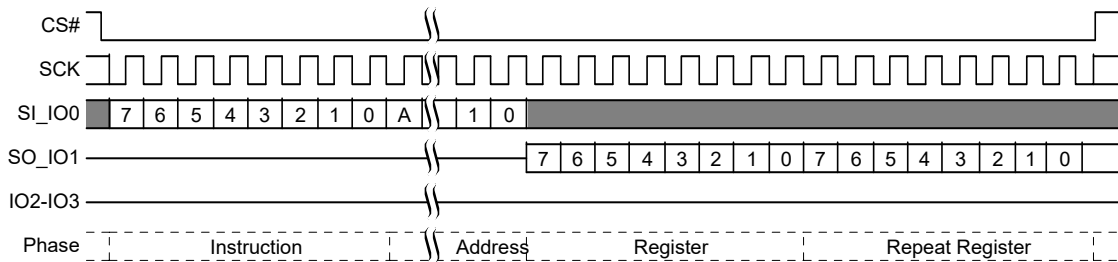 CS#
SCK
SI_IO0 7 6 5 4 3 2 1 0 A 1 0
SO_IO1 7 6 5 4 3 2 1 0 7 6 5 4 3 2 1 0
IO2-IO3
Phase Instruction Address Register Repeat Register